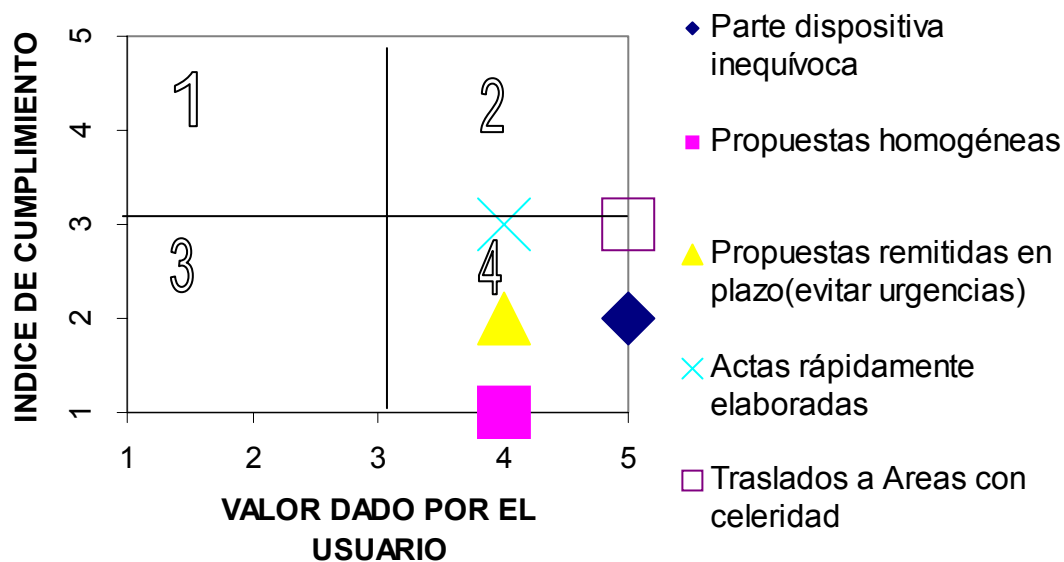 INDICE DE CUMPLIMIENTO
5
4
3
2
1
1
2
3
4
1
2
3
4
5
VALOR DADO POR EL
USUARIO
Parte dispositiva
inequívoca
Propuestas homogéneas
Propuestas remitidas en
plazo(evitar urgencias)
Actas rápidamente
elaboradas
Traslados a Areas con
celeridad